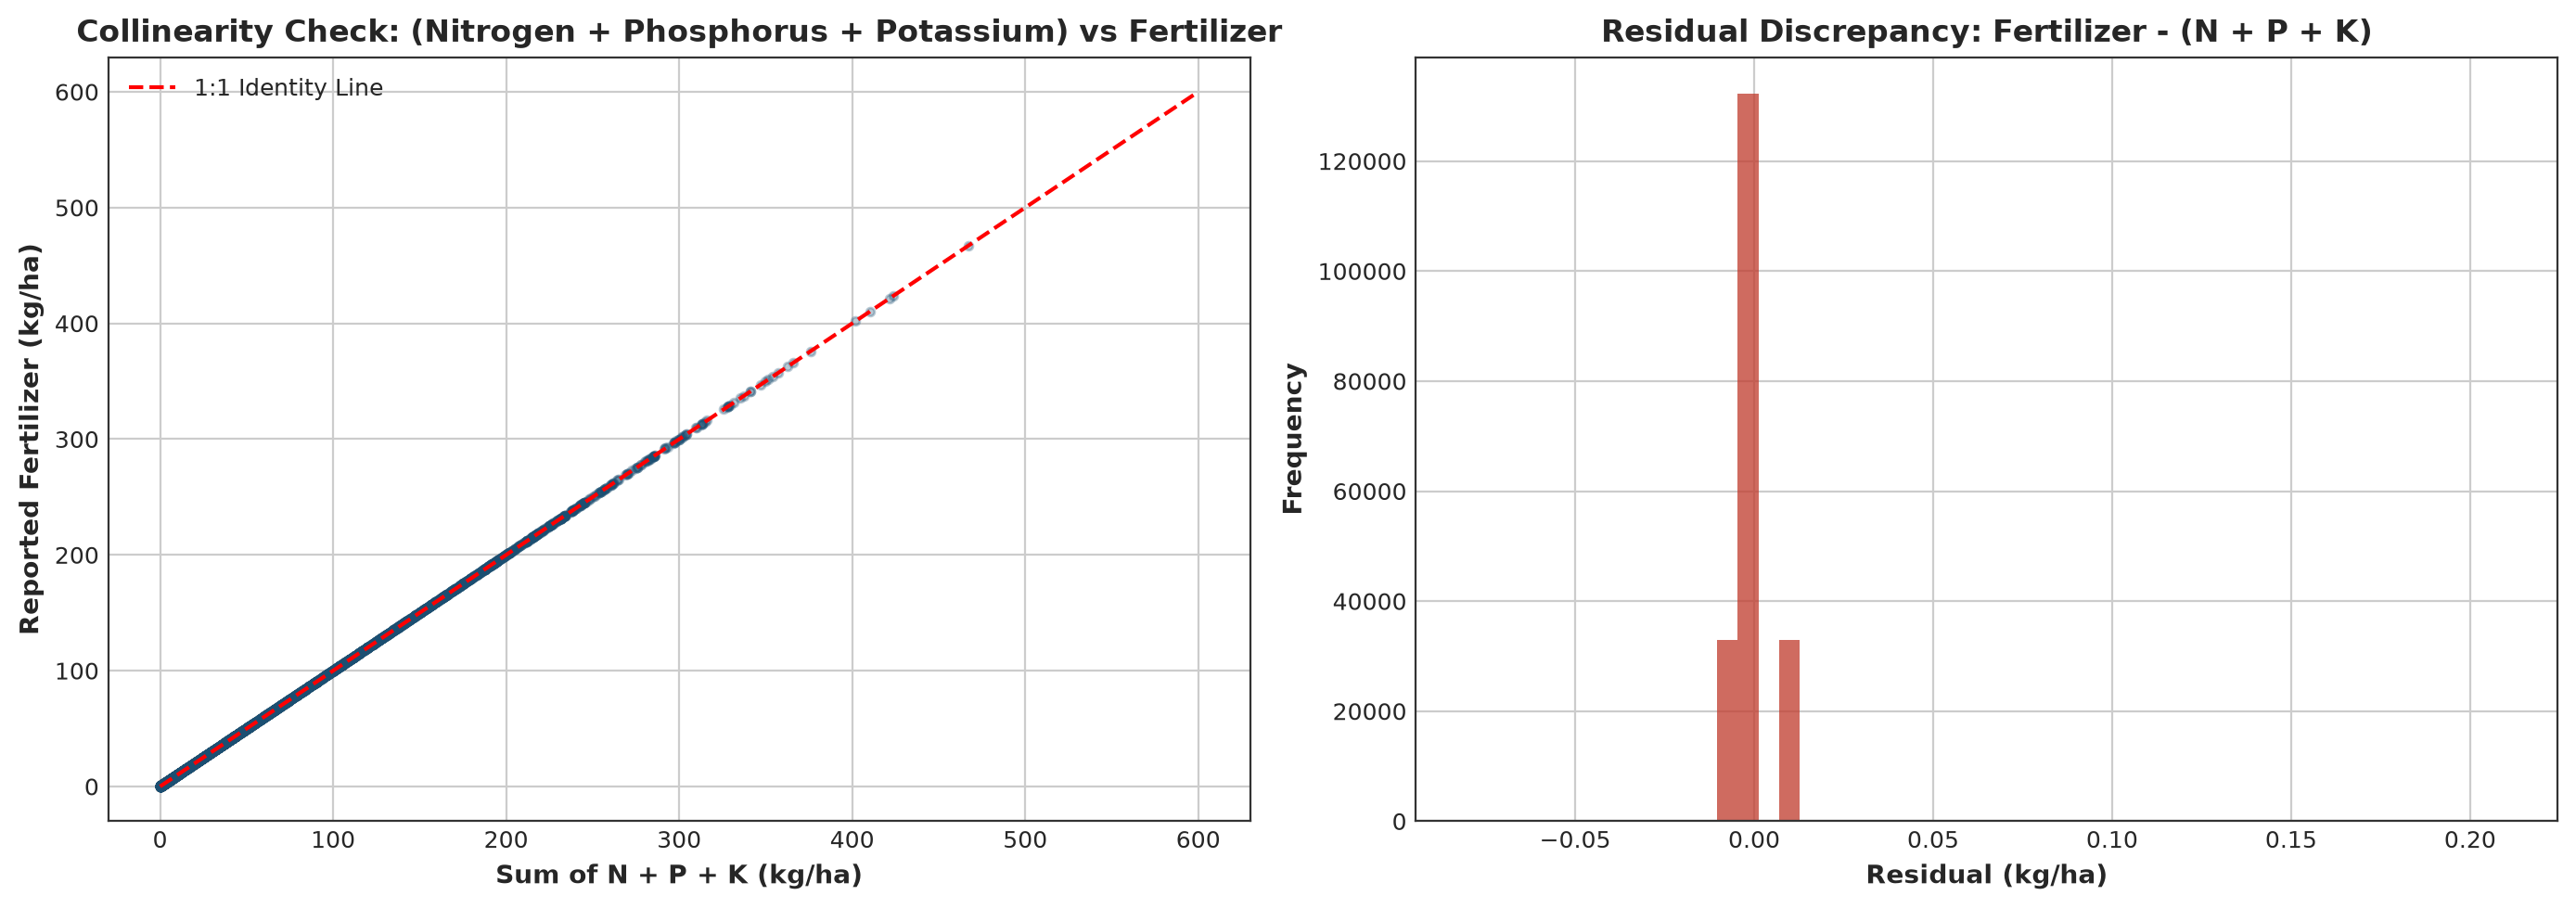 Collinearity Check: (Nitrogen + Phosphorus + Potassium) vs Fertilizer
1:1 Identity Line
Reported Fertilizer (kg/ha)
600
500
400
300
200
100
0
0 100 200 300 400 500 600
Sum of N + P + K (kg/ha)
Residual Discrepancy: Fertilizer - (N + P + K)
Frequency
120000
100000
80000
60000
40000
20000
0
−0.05 0.00 0.05 0.10 0.15 0.20
Residual (kg/ha)